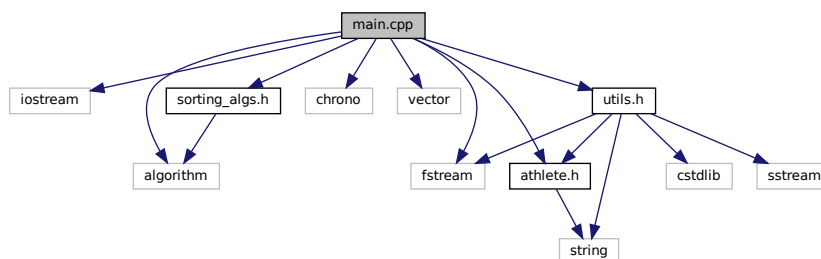 main.cpp
iostream
sorting_algs.h
chrono
vector
utils.h
algorithm
fstream
athlete.h
cstdlib
sstream
string